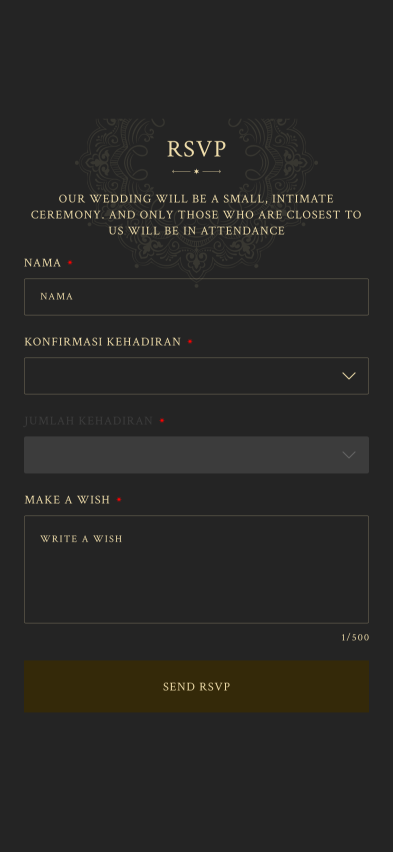 RSVP
OUR WEDDING WILL BE A SMALL, INTIMATE
CEREMONY. AND ONLY THOSE WHO ARE CLOSEST TO
US WILL BE IN ATTENDANCE
NAMA *
NAMA
KONFIRMASI KEHADIRAN *
JUMLAH KEHADIRAN *
MAKE A WISH *
WRITE A WISH
1/500
SEND RSVP